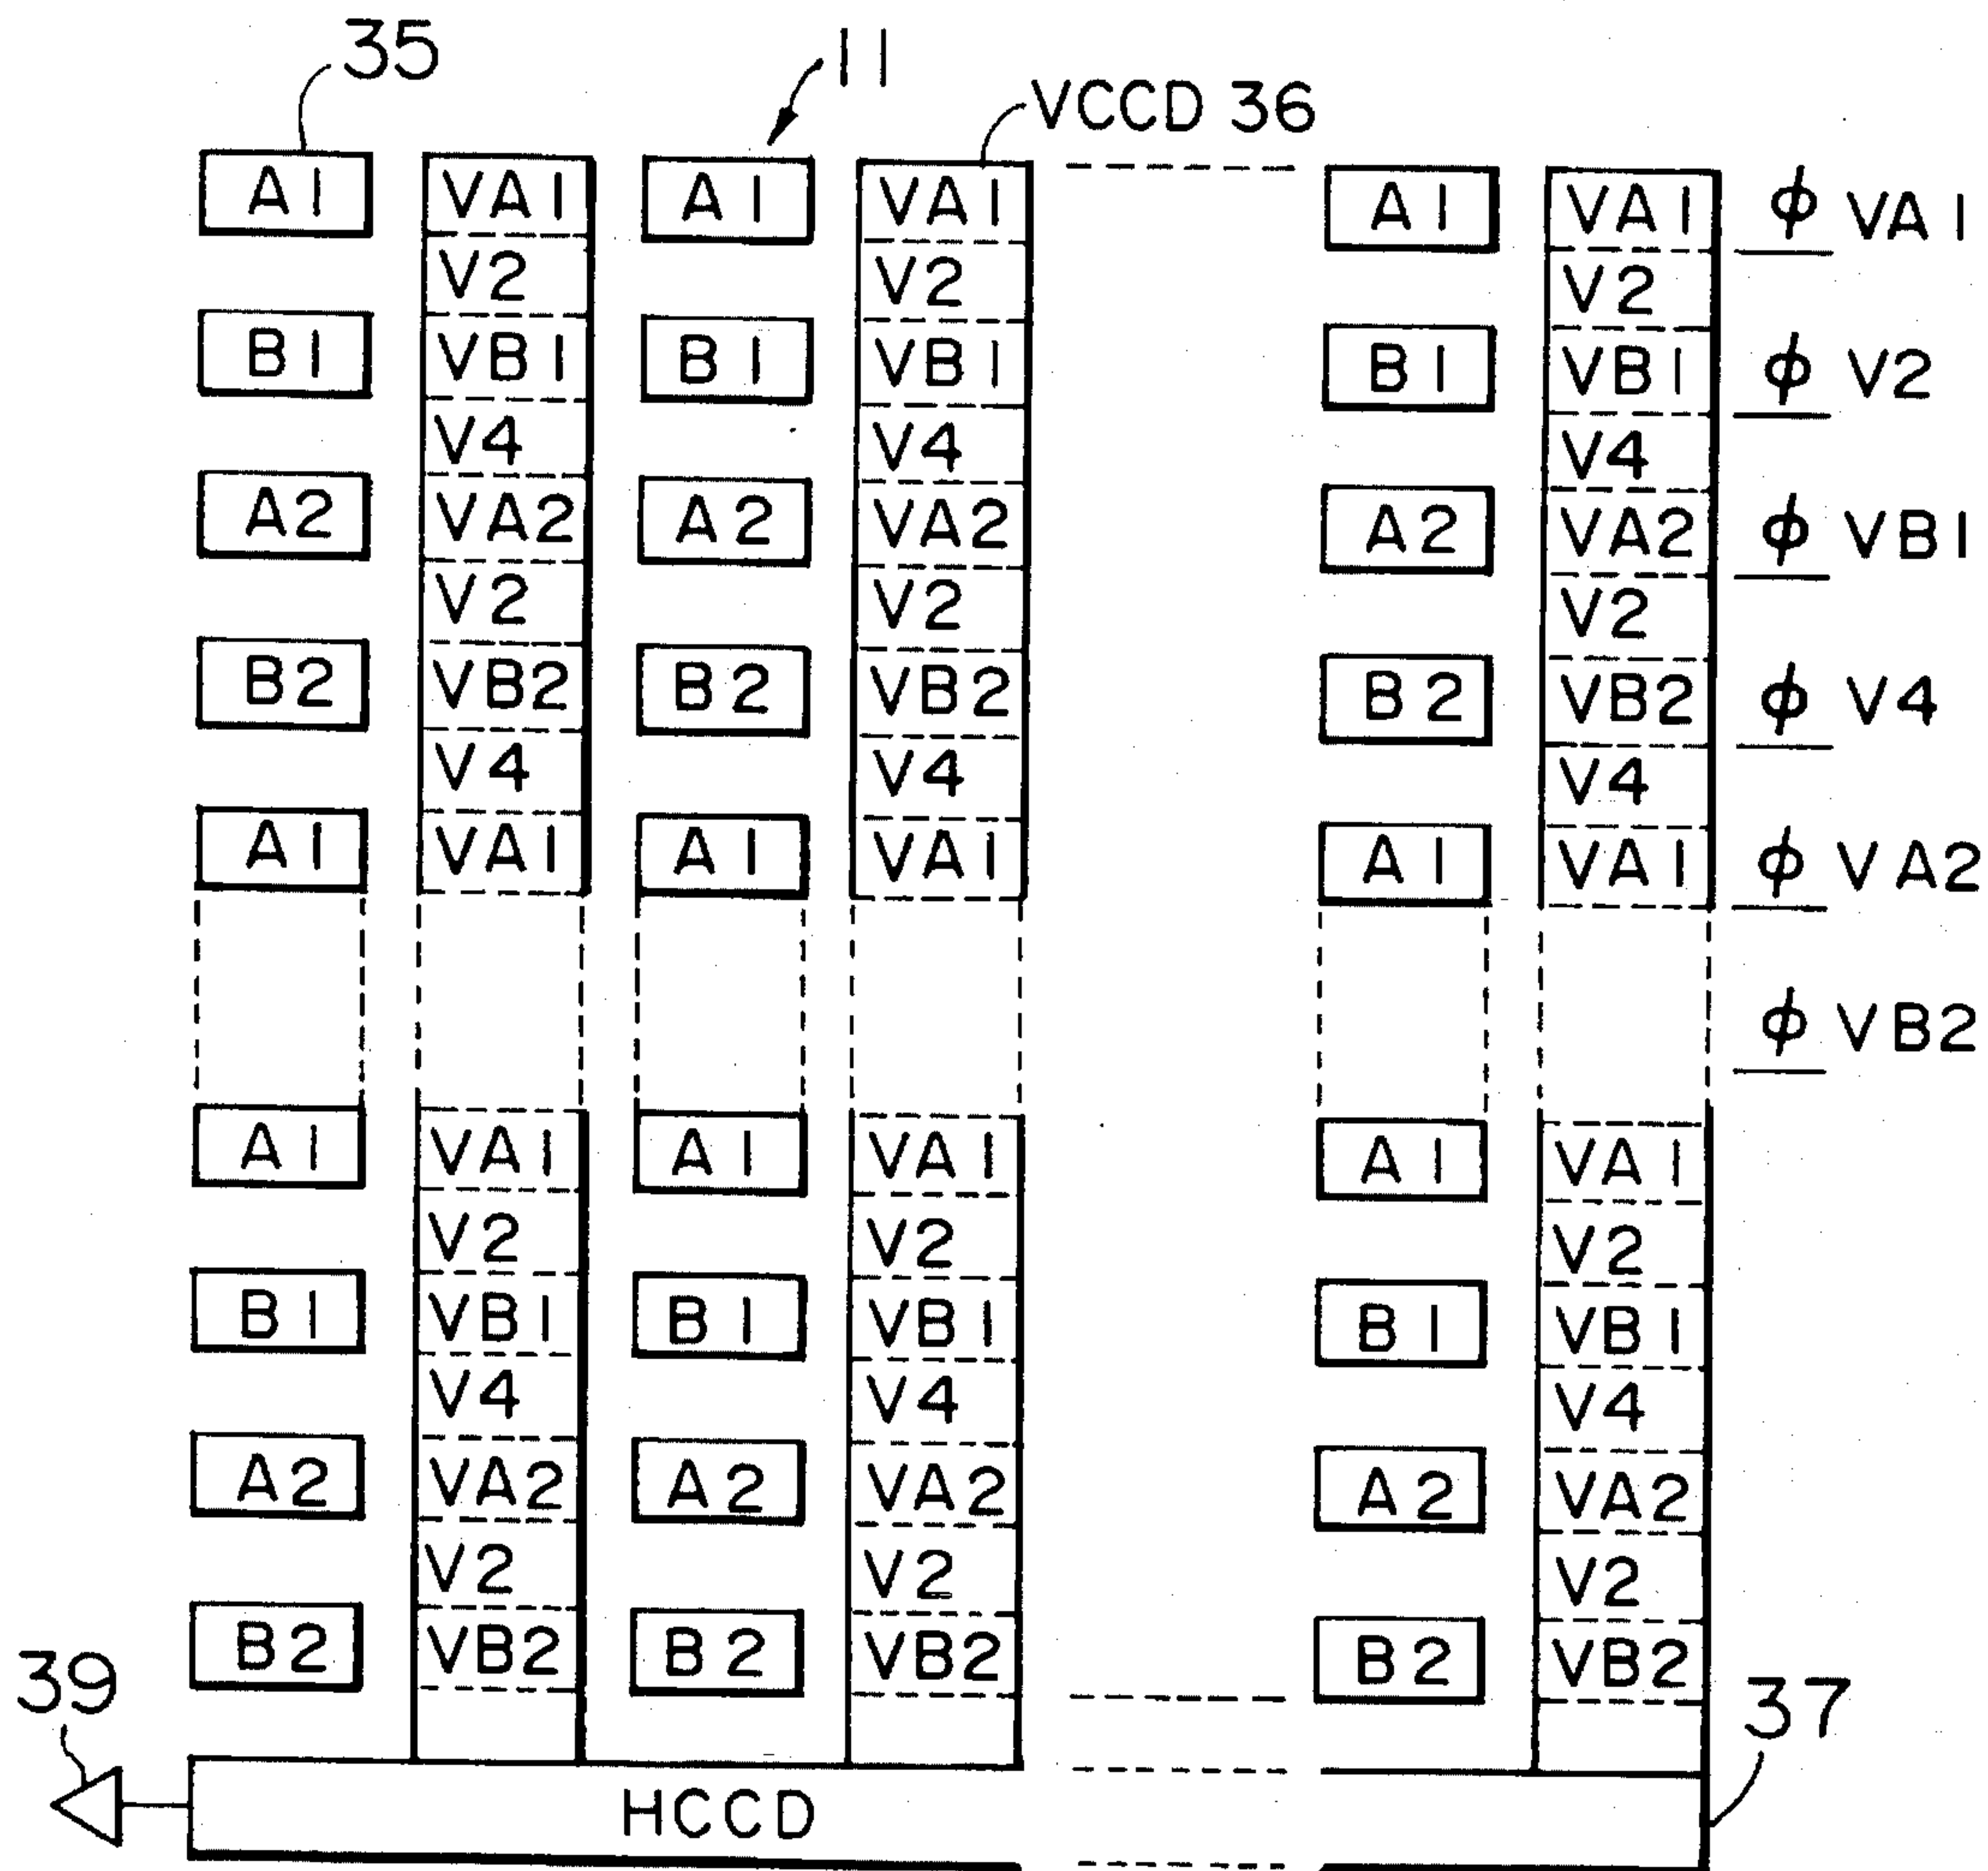 35 11 VCCD 36
A1 VA1 A1 VA1 A1 VA1 ϕ VA1
V2 V2 V2
B1 VB1 B1 VB1 B1 VB1 ϕ V2
V4 V4 V4
A2 VA2 A2 VA2 A2 VA2 ϕ VB1
V2 V2 V2
B2 VB2 B2 VB2 B2 VB2 ϕ V4
V4 V4 V4
A1 VA1 A1 VA1 A1 VA1 ϕ VA2
ϕ VB2
A1 VA1 A1 VA1 A1 VA1
V2 V2 V2
B1 VB1 B1 VB1 B1 VB1
V4 V4 V4
A2 VA2 A2 VA2 A2 VA2
V2 V2 V2
B2 VB2 B2 VB2 B2 VB2
39 37
HCCD